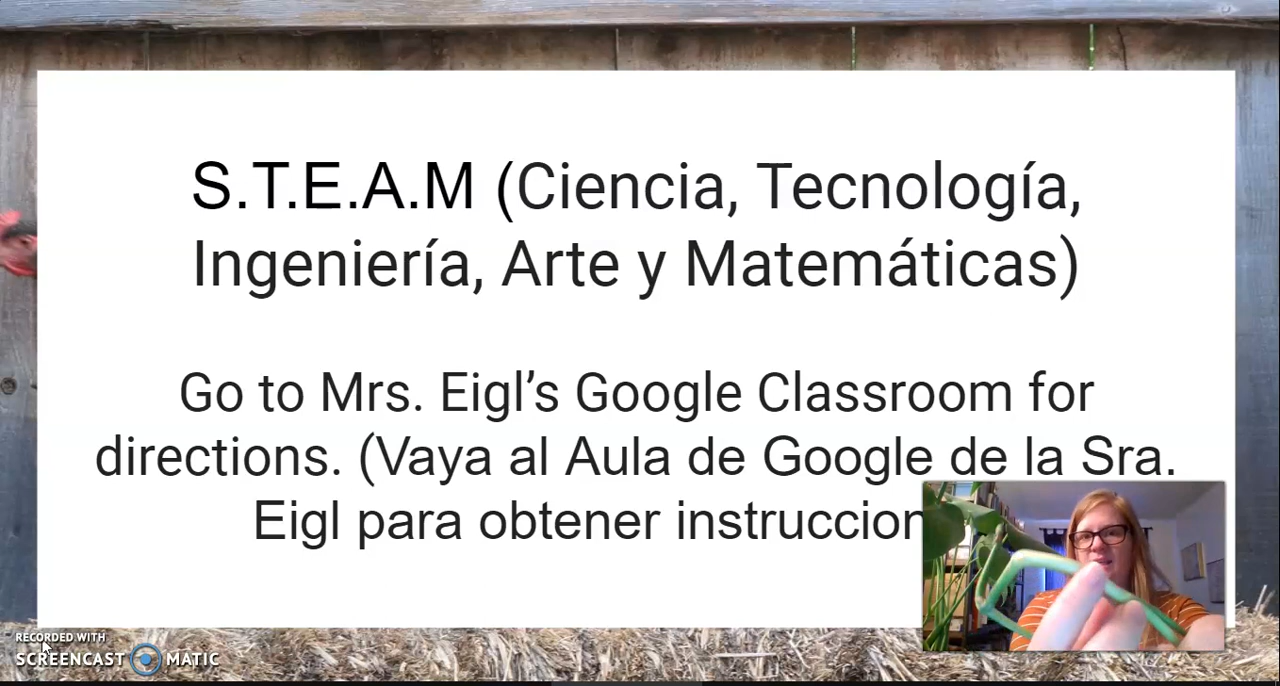 S.T.E.A.M (Ciencia, Tecnología,
Ingeniería, Arte y Matemáticas)
Go to Mrs. Eigl’s Google Classroom for
directions. (Vaya al Aula de Google de la Sra.
Eigl para obtener
RECORDED WITH
SCREENCAST MATIC